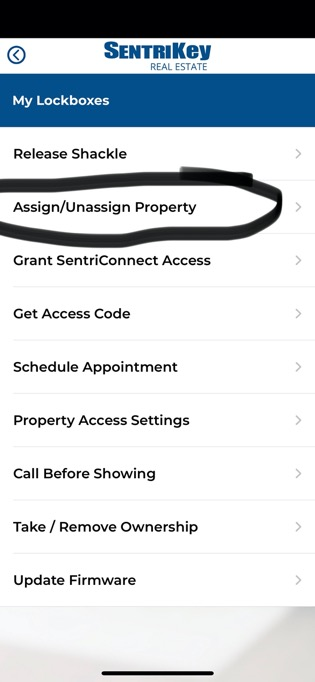 SENTRIKEY
REAL ESTATE
My Lockboxes
Release Shackle
Assign/Unassign Property
Grant SentriConnect Access
Get Access Code
Schedule Appointment
Property Access Settings
Call Before Showing
Take / Remove Ownership
Update Firmware